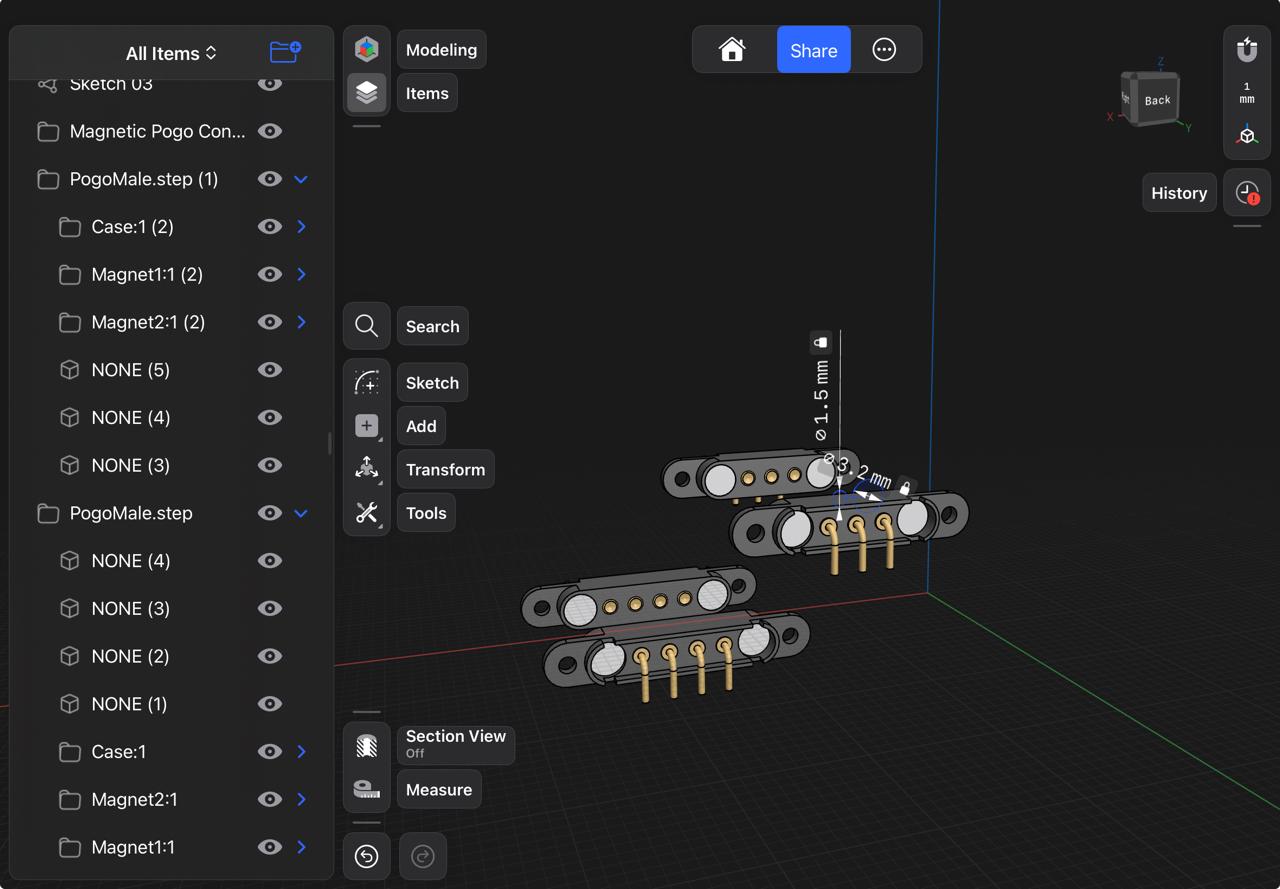 All Items
Sketch 03
Magnetic Pogo Con...
PogoMale.step (1)
Case:1 (2)
Magnet1:1 (2)
Magnet2:1 (2)
NONE (5)
NONE (4)
NONE (3)
PogoMale.step
NONE (4)
NONE (3)
NONE (2)
NONE (1)
Case:1
Magnet2:1
Magnet1:1
Modeling
Items
Search
Sketch
Add
Transform
Tools
Section View
Off
Measure
Share
Z
Back
X
Y
1
mm
History
⌀ 1.5 mm
⌀ 3.2 mm